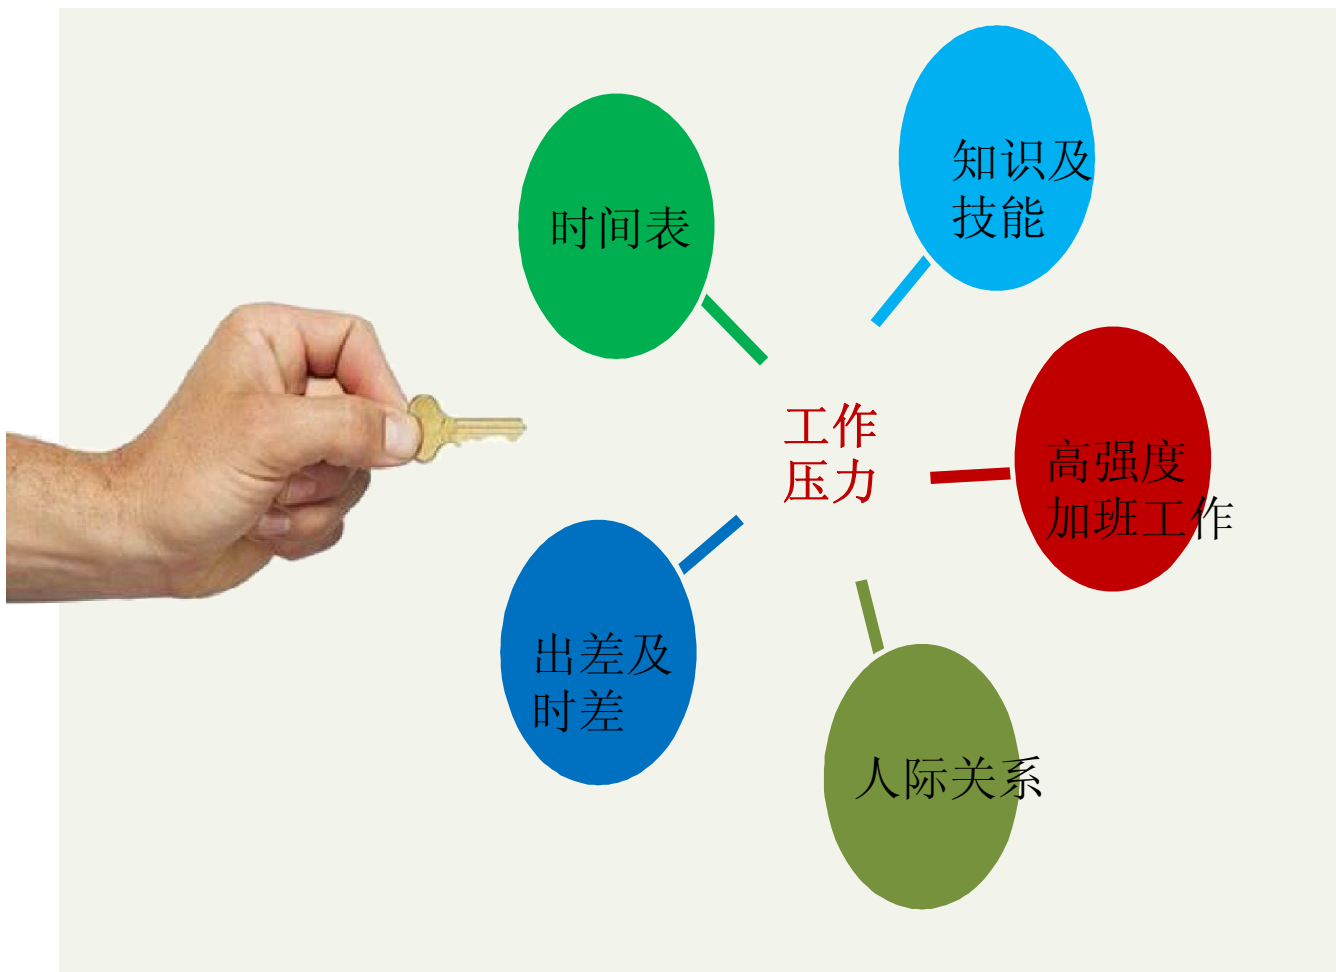 知识及
技能
时间表
工作
压力
高强度
加班工作
出差及
时差
人际关系